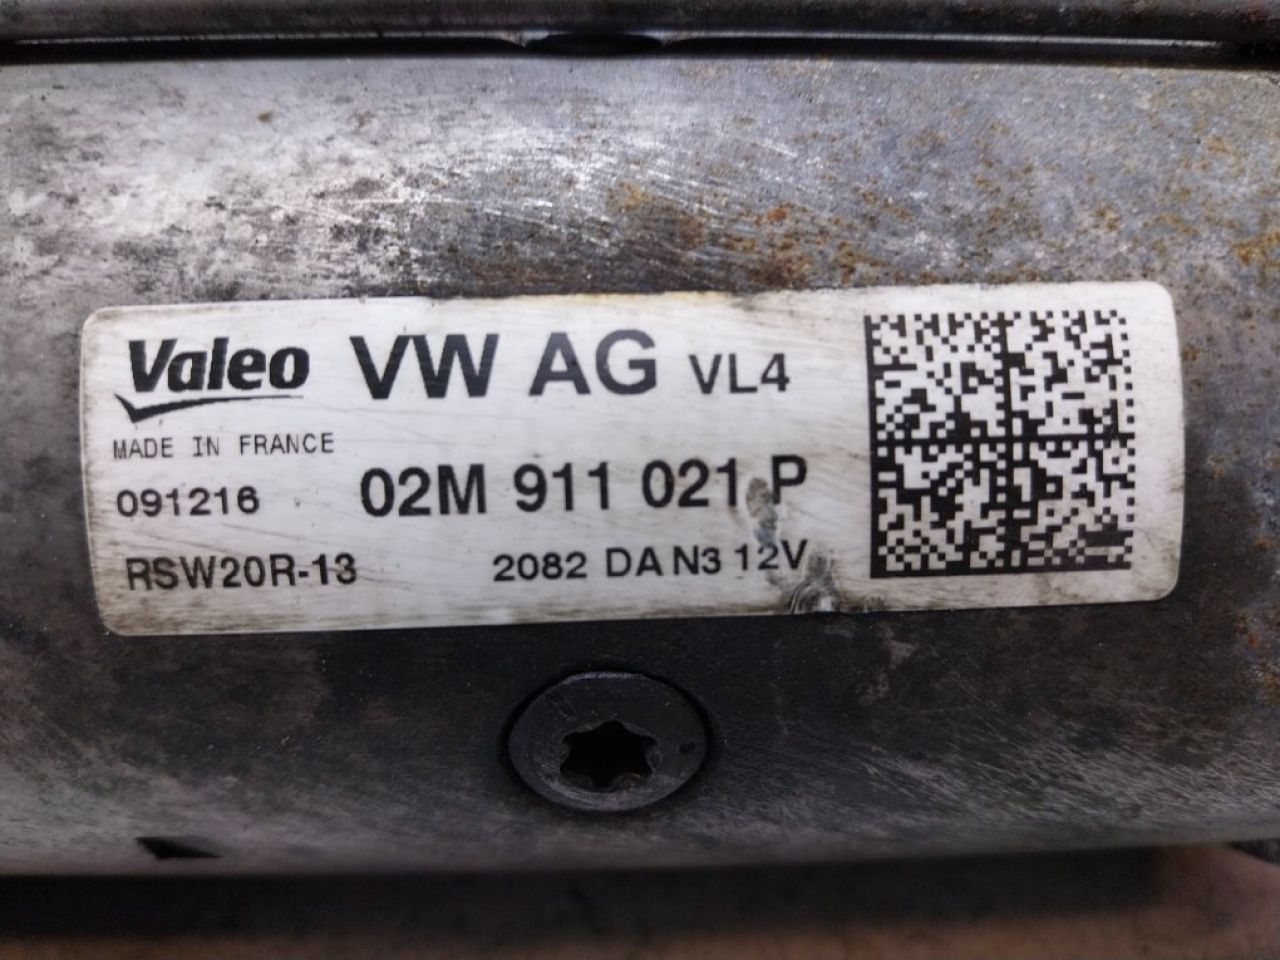 Valeo VW AG VL4
MADE IN FRANCE
091216 02M 911 021 P
RSW20R-13 2082 DA N3 12V